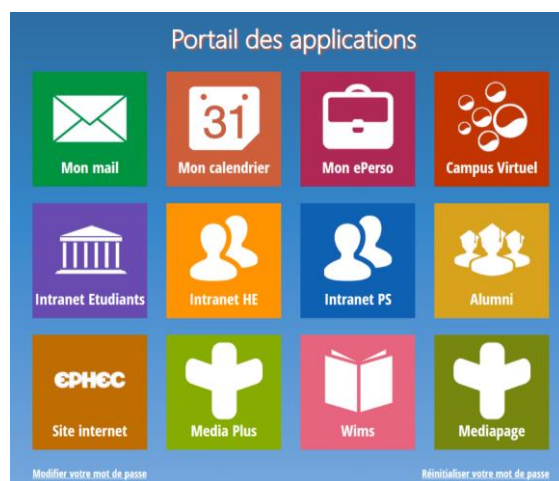 Portail des applications
31
Mon mail
Mon calendrier
Mon ePerso
Campus Virtuel
Intranet Etudiants
Intranet HE
Intranet PS
Alumni
EPHEC
Site internet
Media Plus
Wims
Mediapage
Modifier votre mot de passe
Réinitialiser votre mot de passe